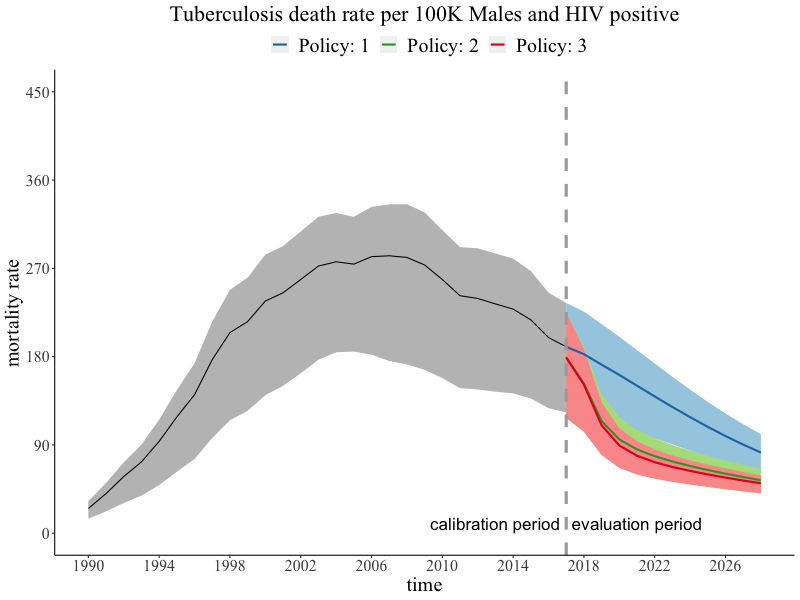 Tuberculosis death rate per 100K Males and HIV positive
Policy: 1 Policy: 2 Policy: 3
450
360
270
180
90
0
mortality rate
calibration period evaluation period
1990 1994 1998 2002 2006 2010 2014 2018 2022 2026
time